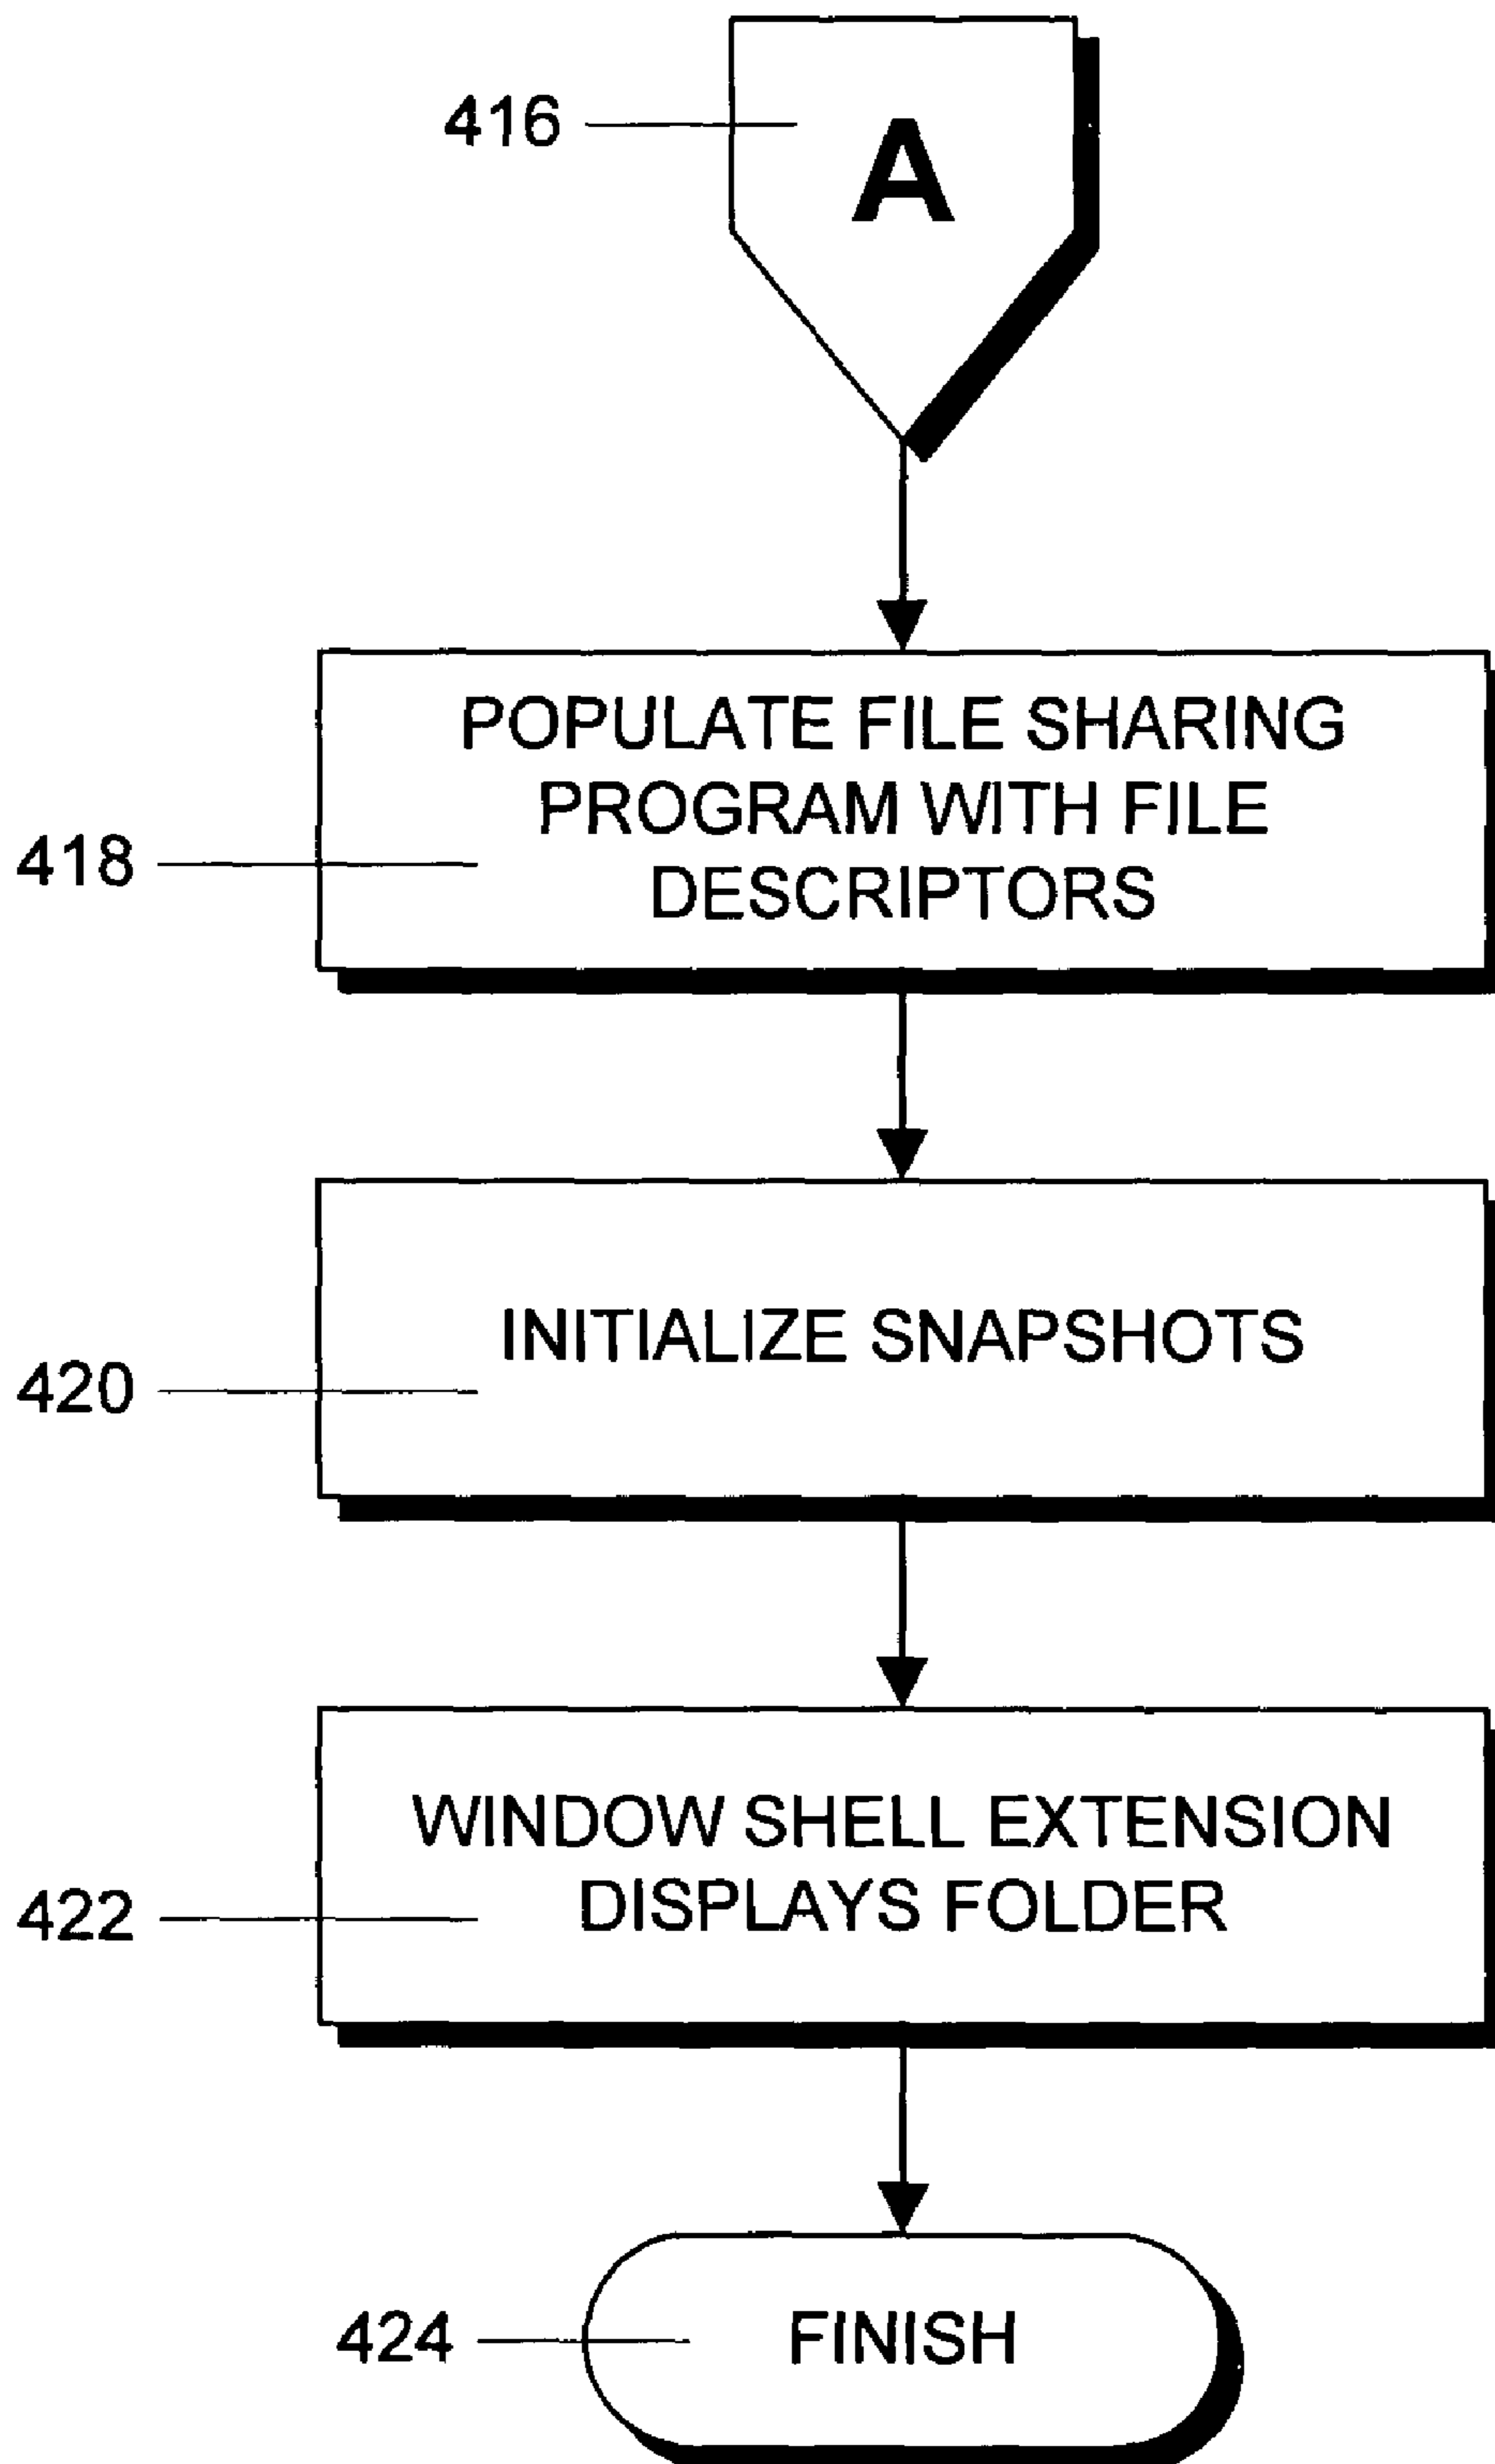 416
A
POPULATE FILE SHARING
PROGRAM WITH FILE
418
DESCRIPTORS
INITIALIZE SNAPSHOTS
420
WINDOW SHELL EXTENSION
DISPLAYS FOLDER
422
424
FINISH